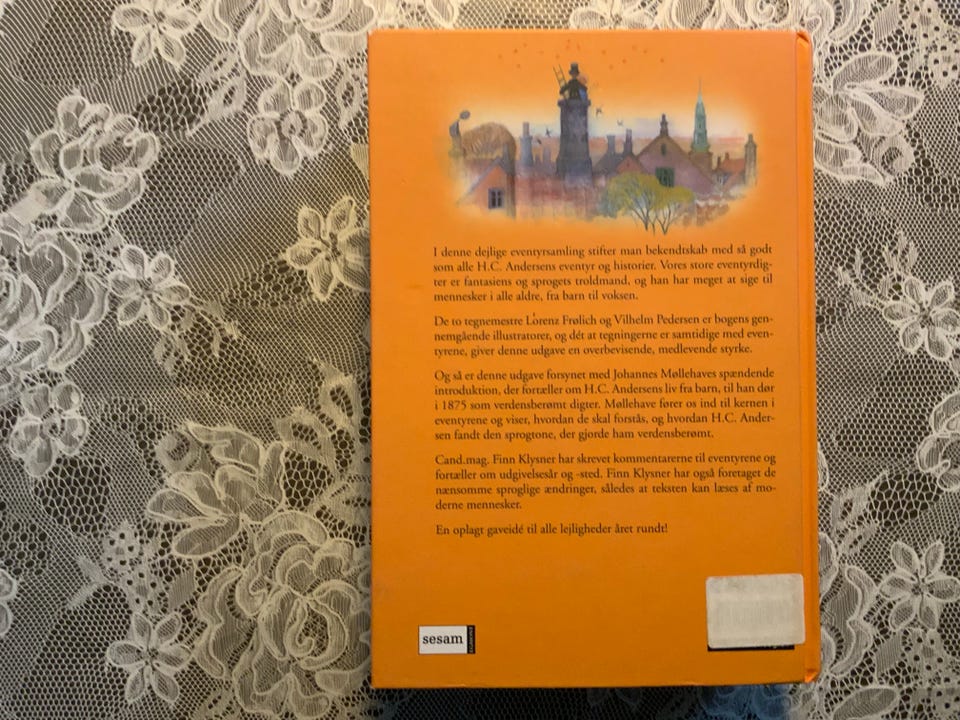 I denne dejlige eventyrsamling stifter man bekendtskab med så godt
som alle H.C. Andersens eventyr og historier. Vores store eventyrdig-
ter er fantasiens og sprogets troldmand, og han har meget at sige til
mennesker i alle aldre, fra barn til voksen.
De to tegnemestre Lorenz Frølich og Vilhelm Pedersen er bogens gen-
nemgående illustratorer, og dét at tegningerne er samtidige med even-
tyrene, giver denne udgave en overbevisende, medlevende styrke.
Og så er denne udgave forsynet med Johannes Møllehaves spændende
introduktion, der fortæller om H.C. Andersens liv fra barn, til han dør
i 1875 som verdensberømt digter. Møllehave fører os ind til kernen i
eventyrene og viser, hvordan de skal forstås, og hvordan H.C. Ander-
sen fandt den sprogtone, der gjorde ham verdensberømt.
Cand.mag. Finn Klysner har skrevet kommentarerne til eventyrene og
fortæller om udgivelsesår og -sted. Finn Klysner har også foretaget de
nænsomme sproglige ændringer, således at teksten kan læses af mo-
derne mennesker.
En oplagt gaveidé til alle lejligheder året rundt!
sesam